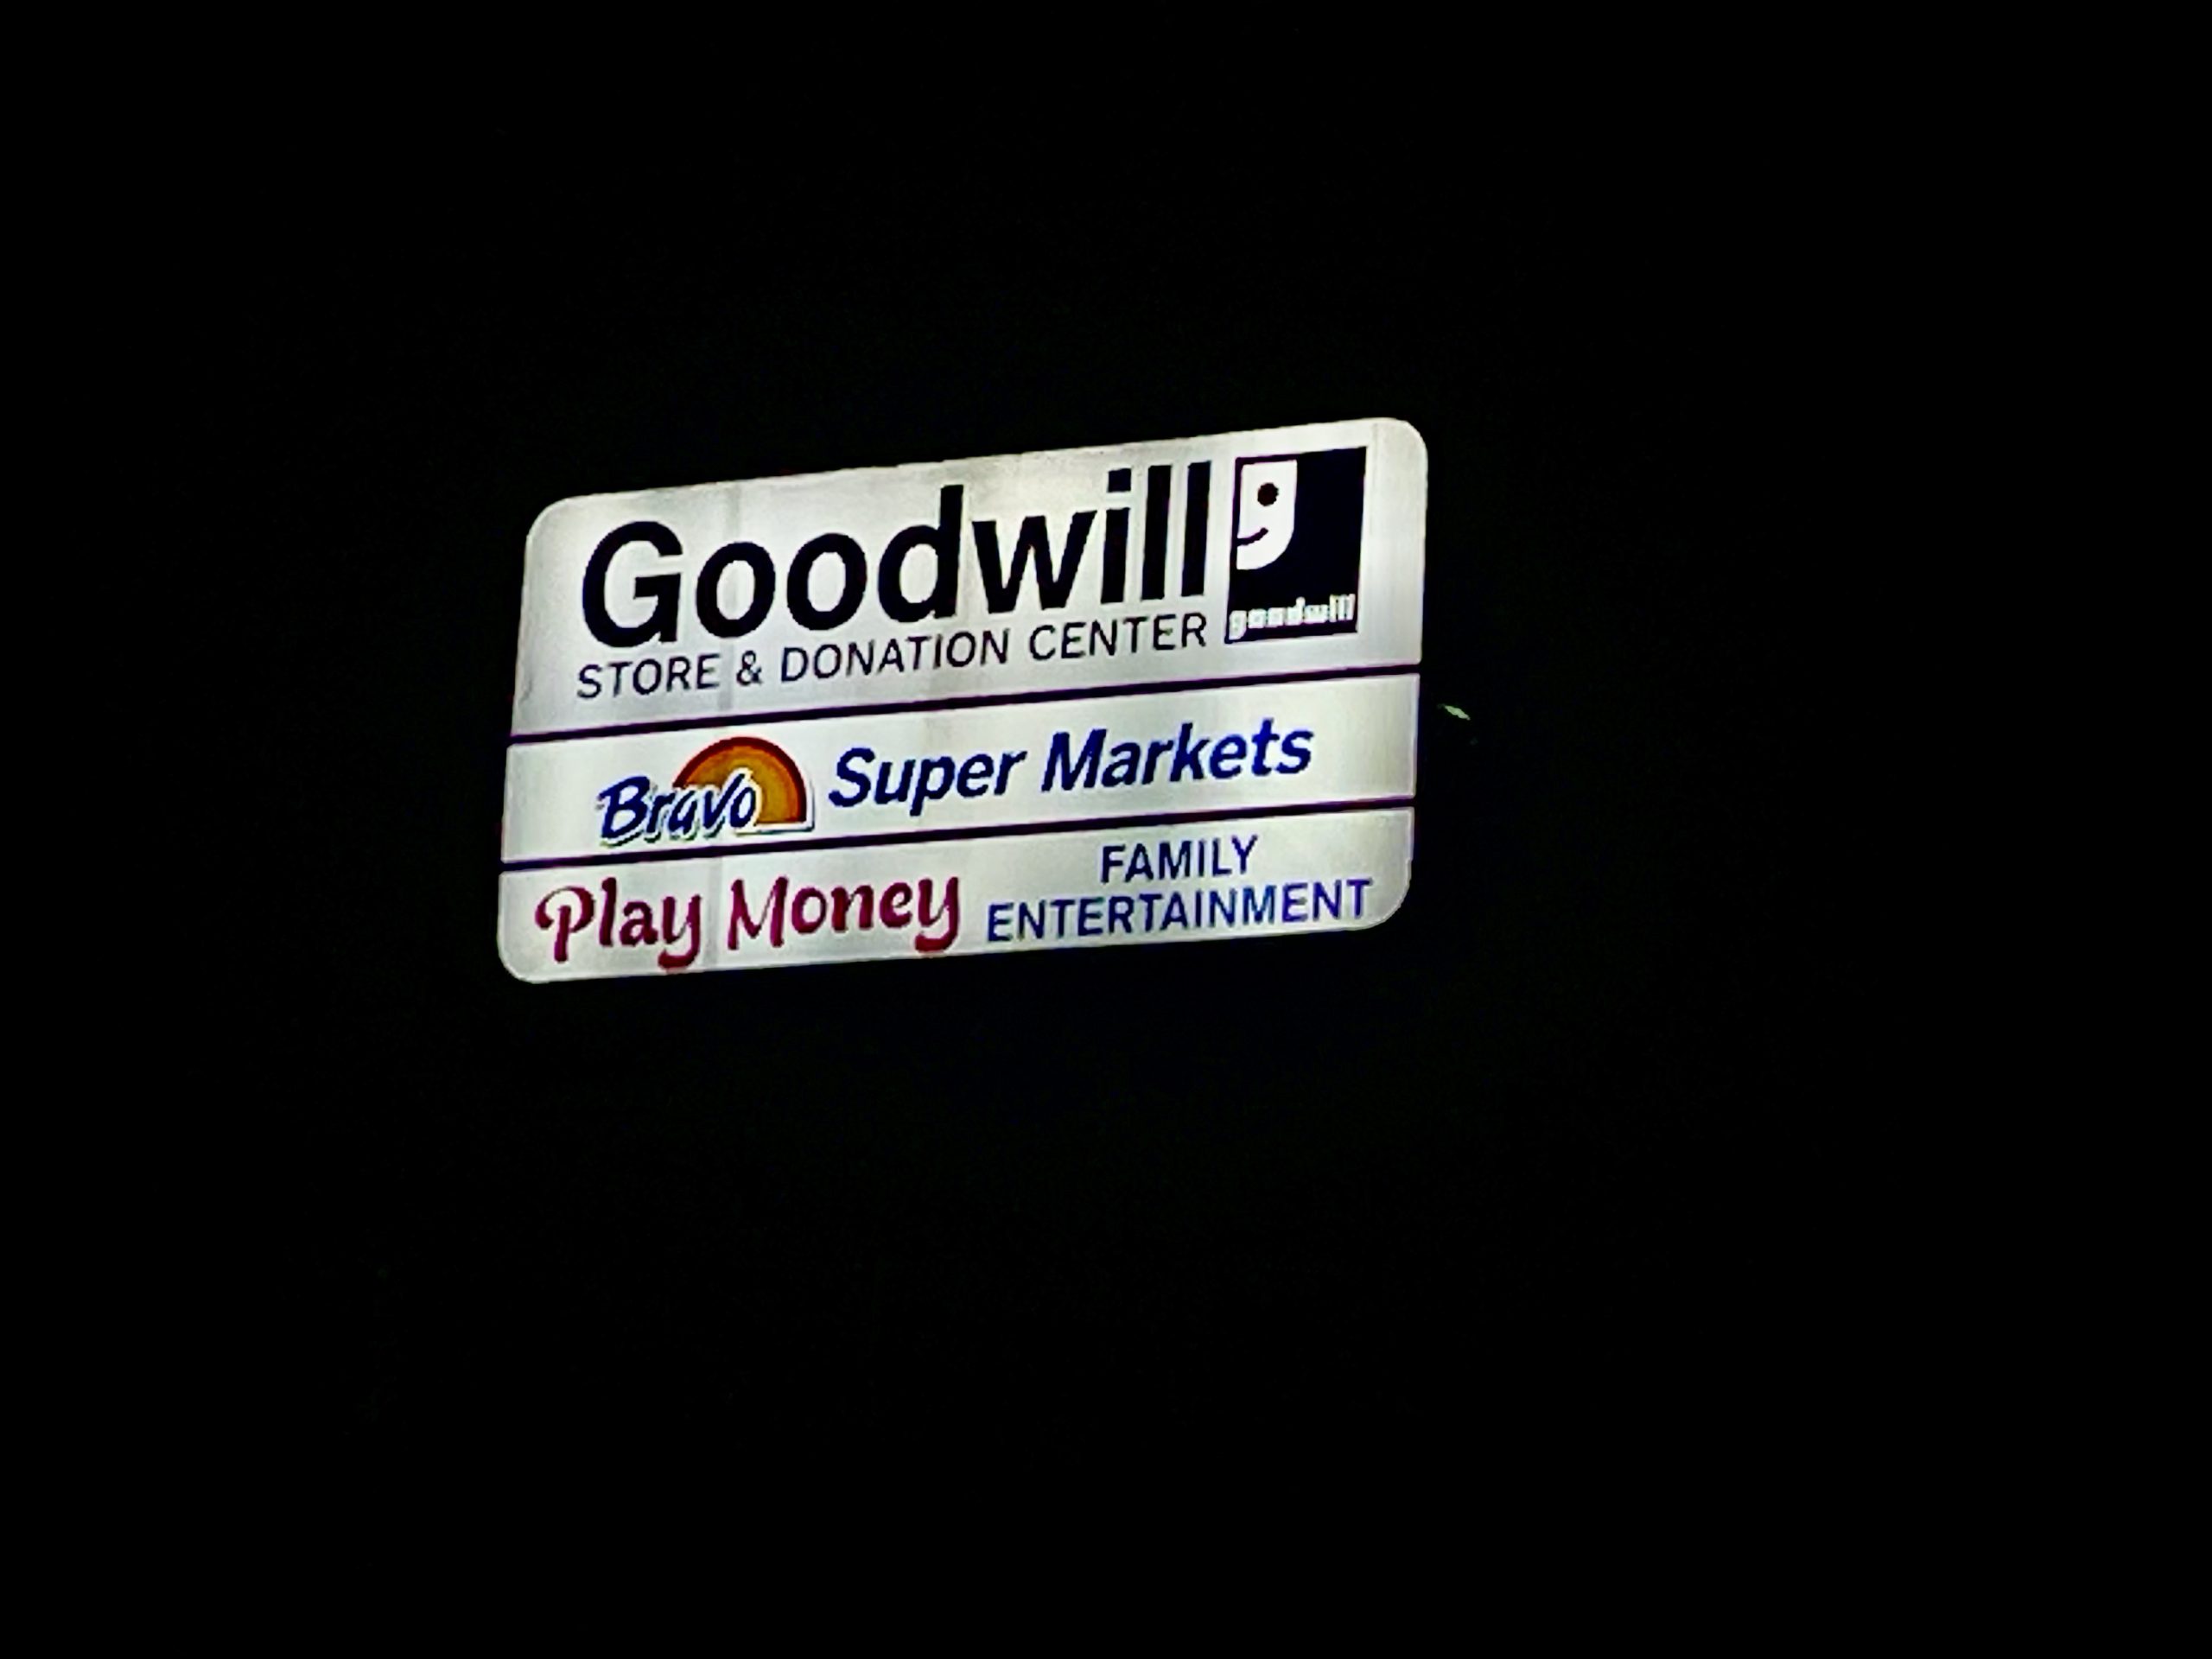 Goodwill
goodwill
STORE & DONATION CENTER
Bravo Super Markets
Play Money FAMILY
ENTERTAINMENT